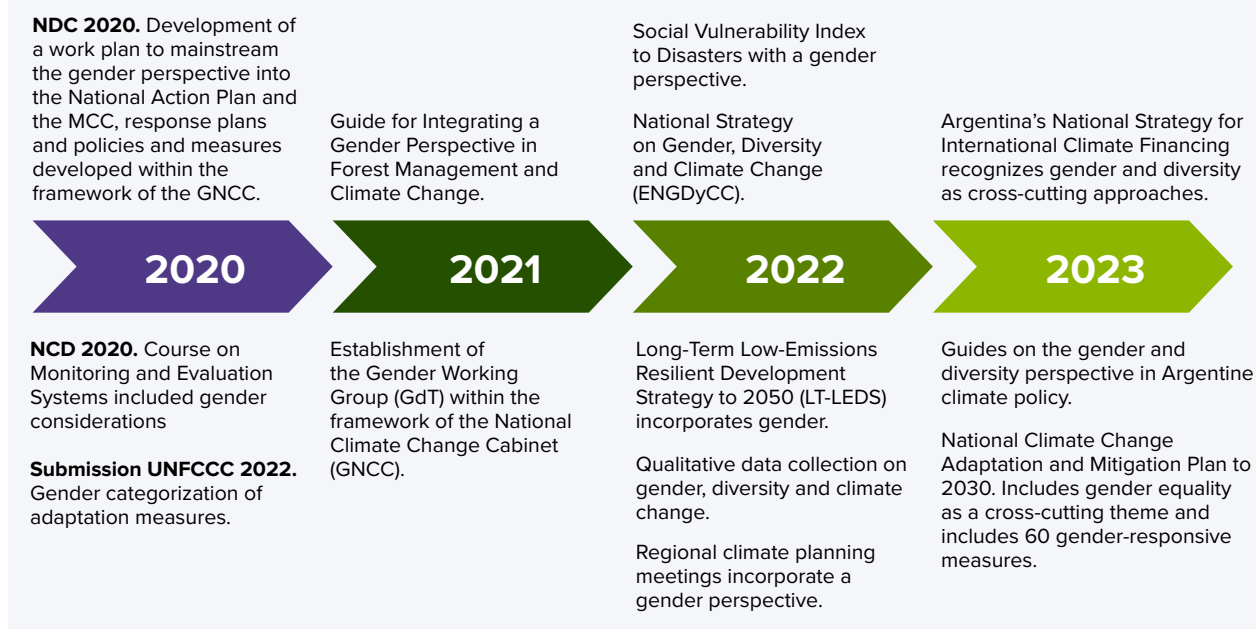 NDC 2020. Development of
a work plan to mainstream
the gender perspective into
the National Action Plan and
the MCC, response plans
and policies and measures
developed within the
framework of the GNCC.
Guide for Integrating a
Gender Perspective in
Forest Management and
Climate Change.
Social Vulnerability Index
to Disasters with a gender
perspective.
National Strategy
on Gender, Diversity
and Climate Change
(ENGDyCC).
Argentina’s National Strategy for
International Climate Financing
recognizes gender and diversity
as cross-cutting approaches.
2020
2021
2022
2023
NCD 2020. Course on
Monitoring and Evaluation
Systems included gender
considerations
Submission UNFCCC 2022.
Gender categorization of
adaptation measures.
Establishment of
the Gender Working
Group (GdT) within the
framework of the National
Climate Change Cabinet
(GNCC).
Long-Term Low-Emissions
Resilient Development
Strategy to 2050 (LT-LEDS)
incorporates gender.
Qualitative data collection on
gender, diversity and climate
change.
Regional climate planning
meetings incorporate a
gender perspective.
Guides on the gender and
diversity perspective in Argentine
climate policy.
National Climate Change
Adaptation and Mitigation Plan to
2030. Includes gender equality
as a cross-cutting theme and
includes 60 gender-responsive
measures.